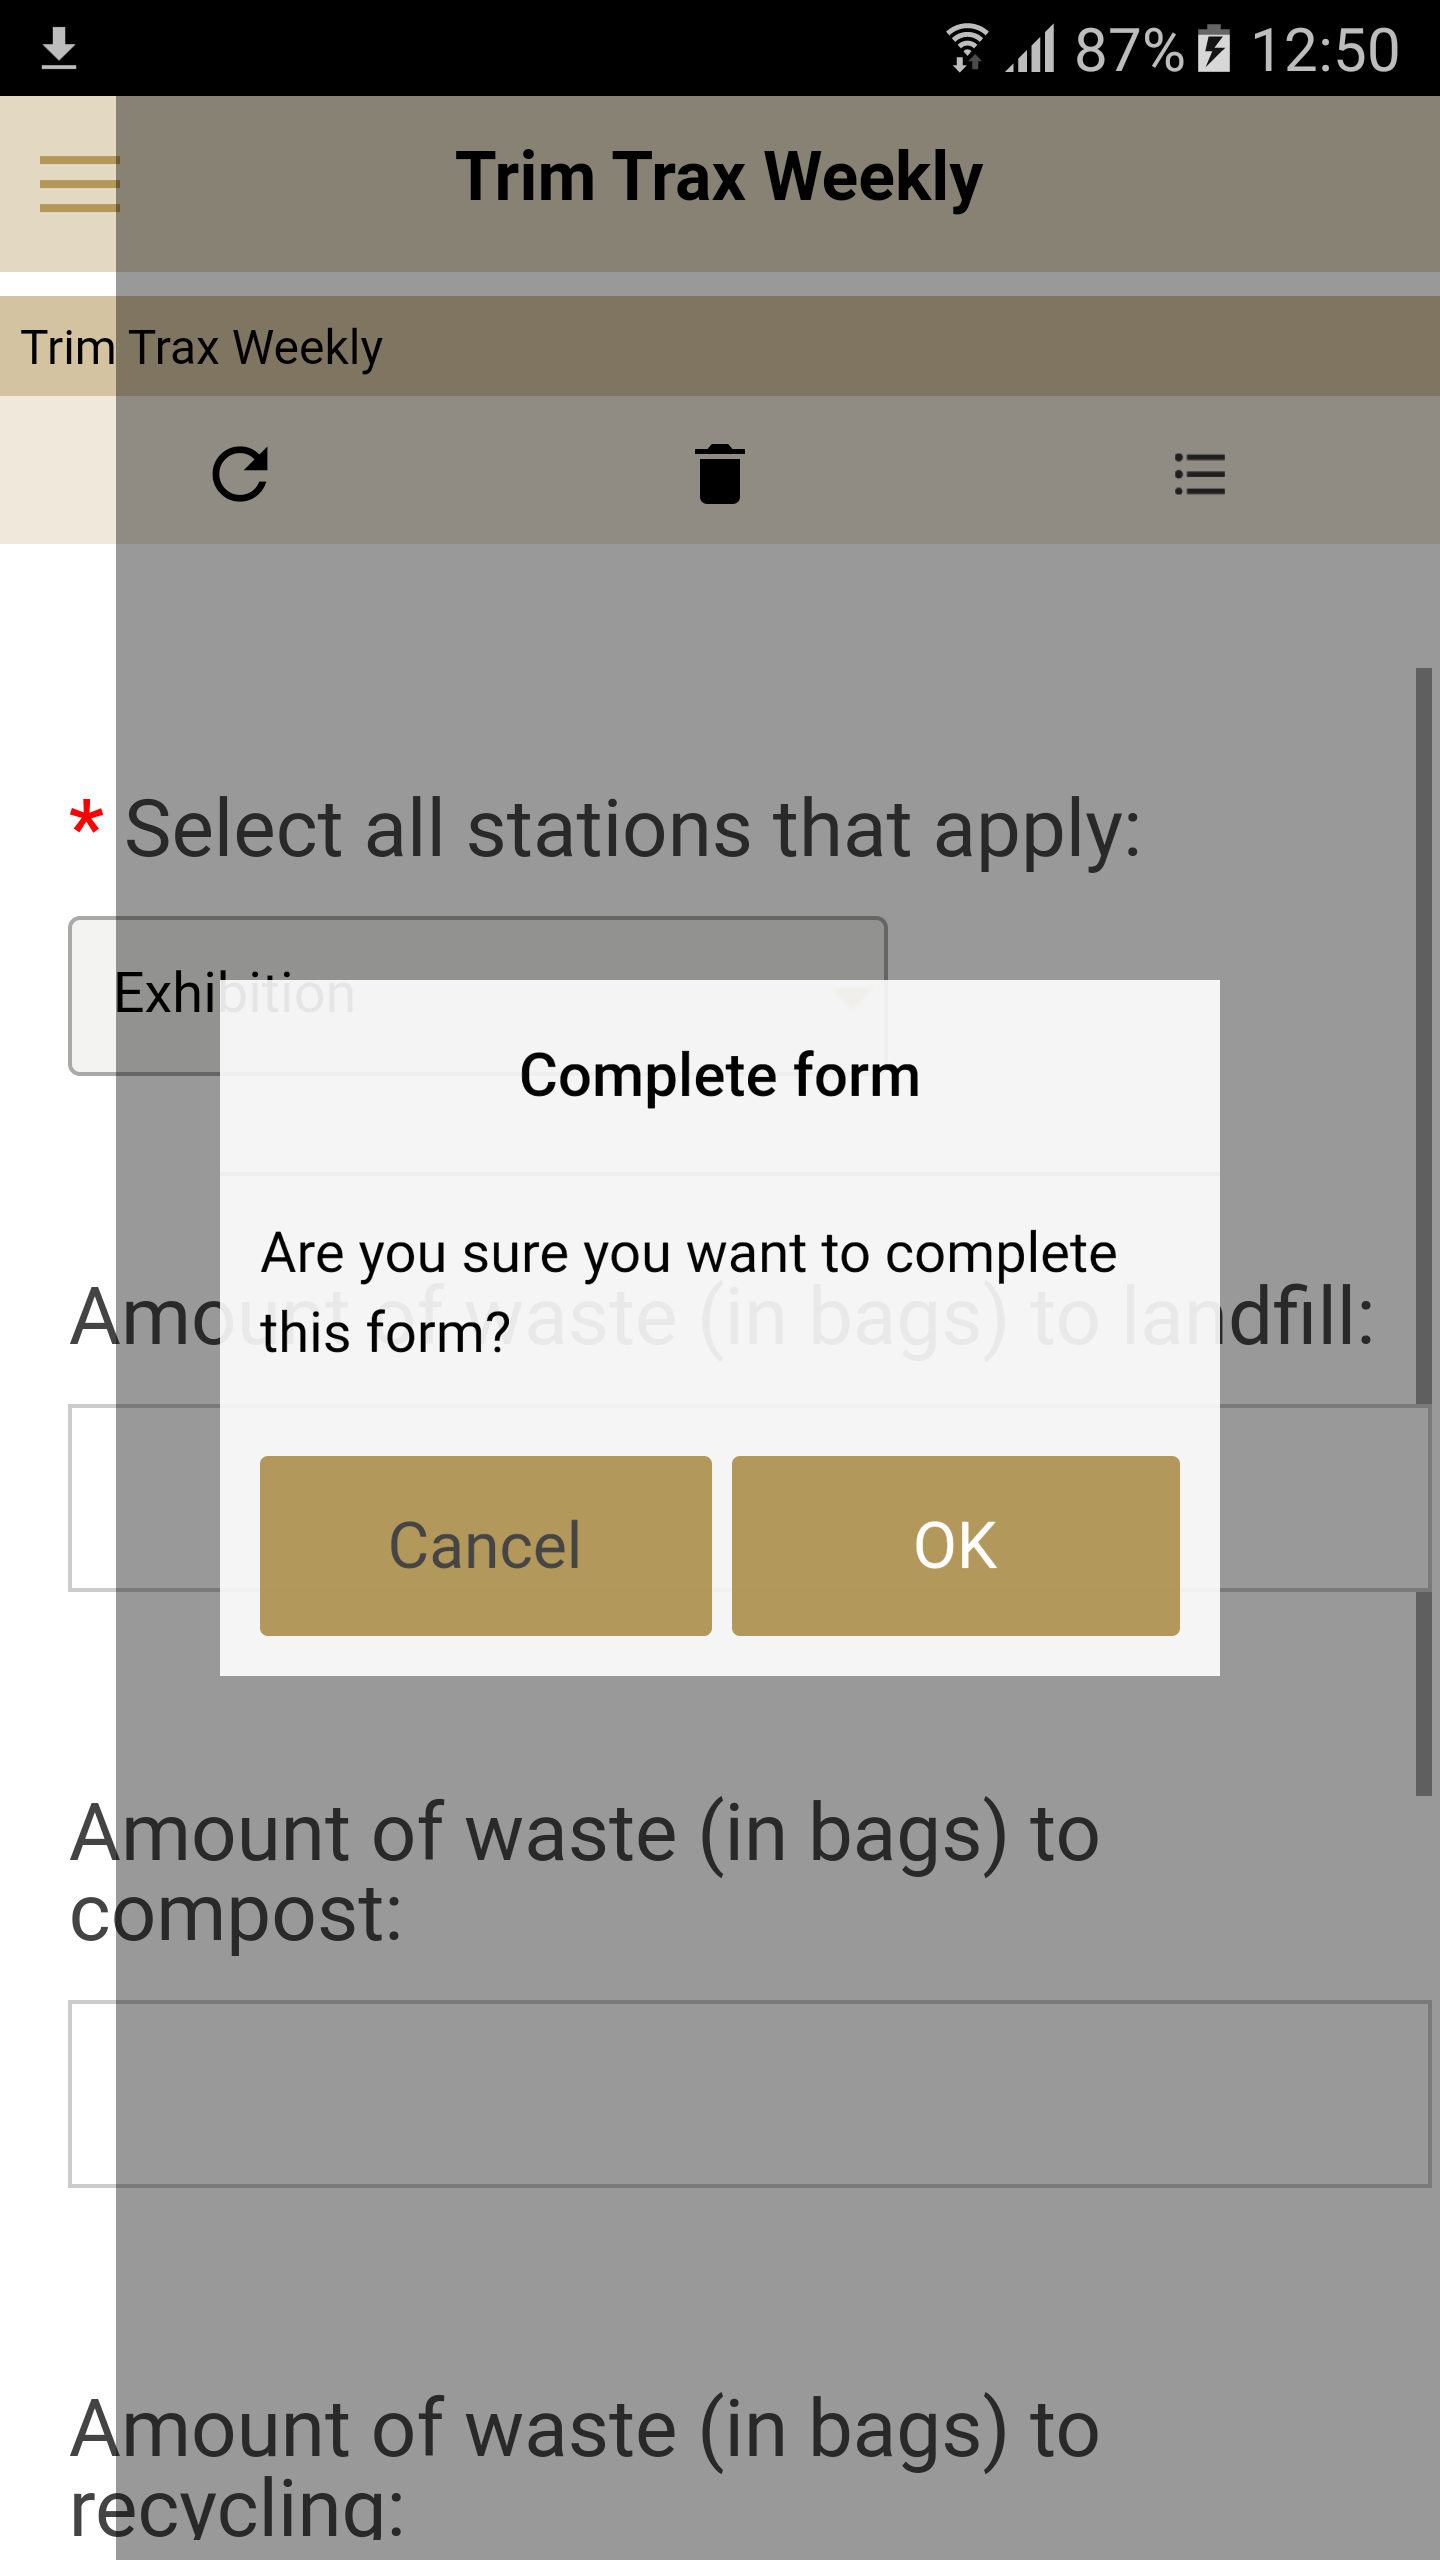 87% 12:50
Trim Trax Weekly
Trim Trax Weekly
* Select all stations that apply:
Exhibition
Complete form
Are you sure you want to complete
this form?
Amount of waste (in bags) to landfill:
Cancel OK
Amount of waste (in bags) to
compost:
Amount of waste (in bags) to
recycling: